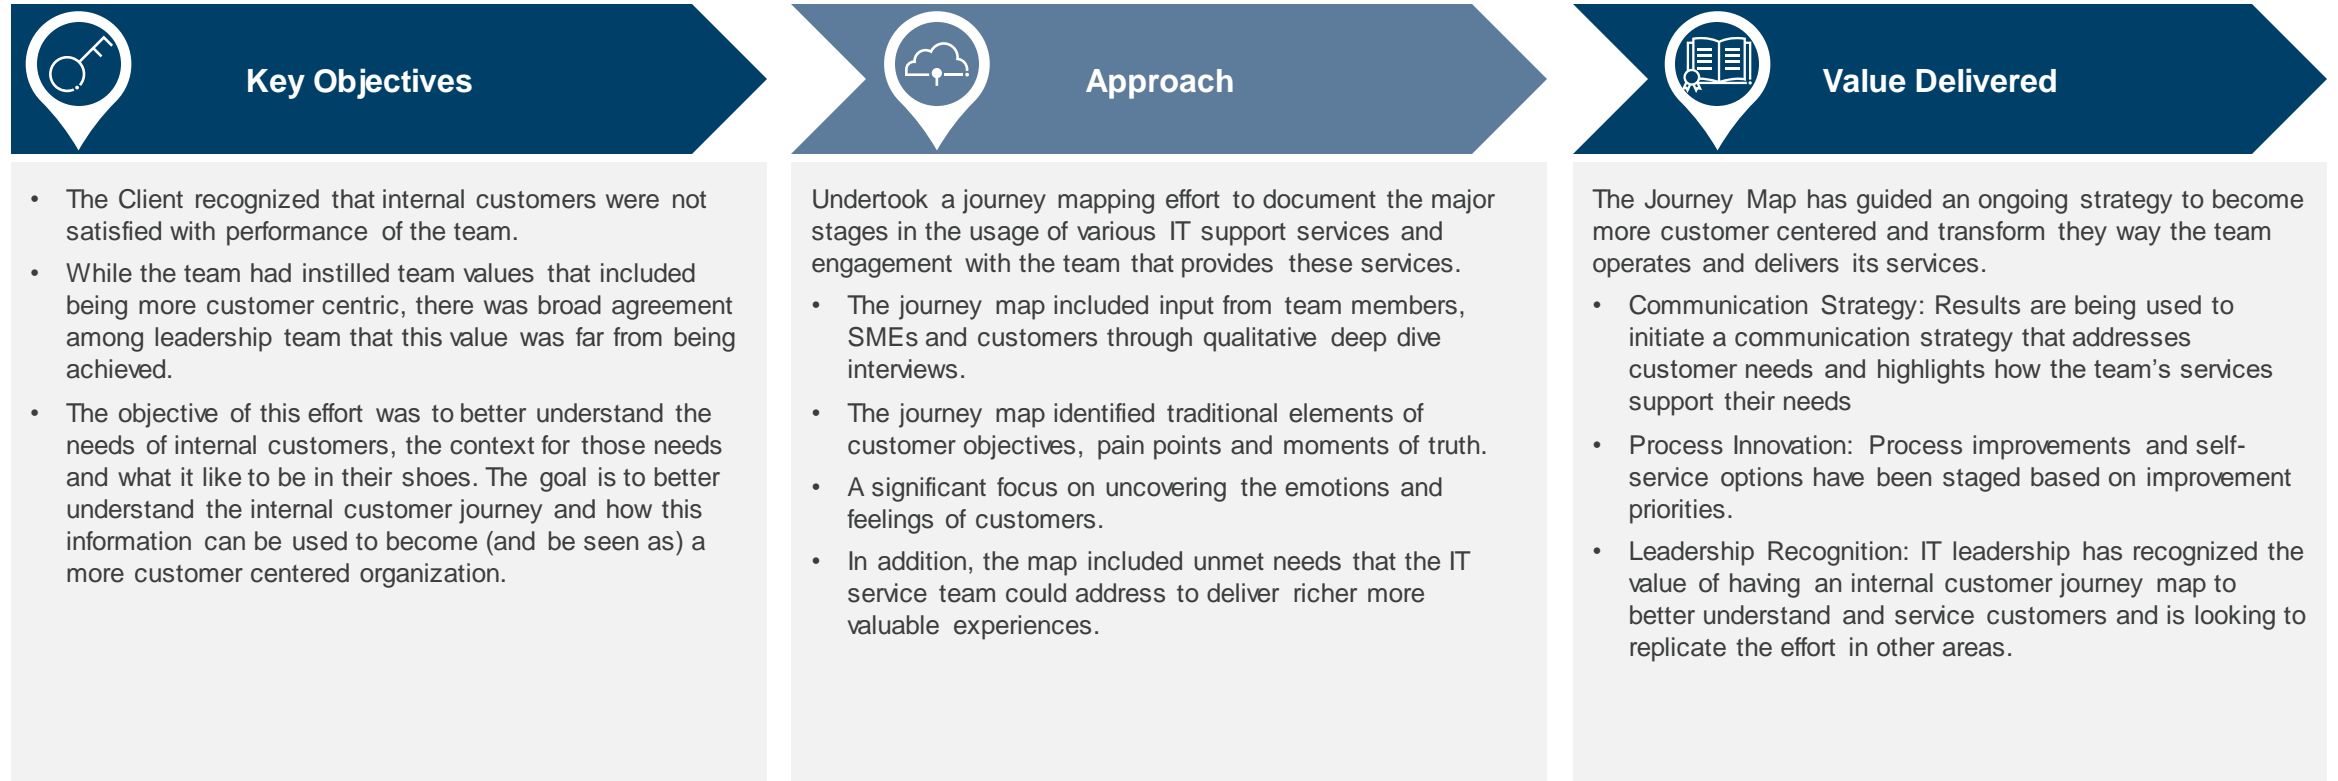 Key Objectives
• The Client recognized that internal customers were not
satisfied with performance of the team.
• While the team had instilled team values that included
being more customer centric, there was broad agreement
among leadership team that this value was far from being
achieved.
• The objective of this effort was to better understand the
needs of internal customers, the context for those needs
and what it like to be in their shoes. The goal is to better
understand the internal customer journey and how this
information can be used to become (and be seen as) a
more customer centered organization.
Approach
Undertook a journey mapping effort to document the major
stages in the usage of various IT support services and
engagement with the team that provides these services.
• The journey map included input from team members,
SMEs and customers through qualitative deep dive
interviews.
• The journey map identified traditional elements of
customer objectives, pain points and moments of truth.
• A significant focus on uncovering the emotions and
feelings of customers.
• In addition, the map included unmet needs that the IT
service team could address to deliver richer more
valuable experiences.
Value Delivered
The Journey Map has guided an ongoing strategy to become
more customer centered and transform they way the team
operates and delivers its services.
• Communication Strategy: Results are being used to
initiate a communication strategy that addresses
customer needs and highlights how the team’s services
support their needs
• Process Innovation: Process improvements and self-
service options have been staged based on improvement
priorities.
• Leadership Recognition: IT leadership has recognized the
value of having an internal customer journey map to
better understand and service customers and is looking to
replicate the effort in other areas.